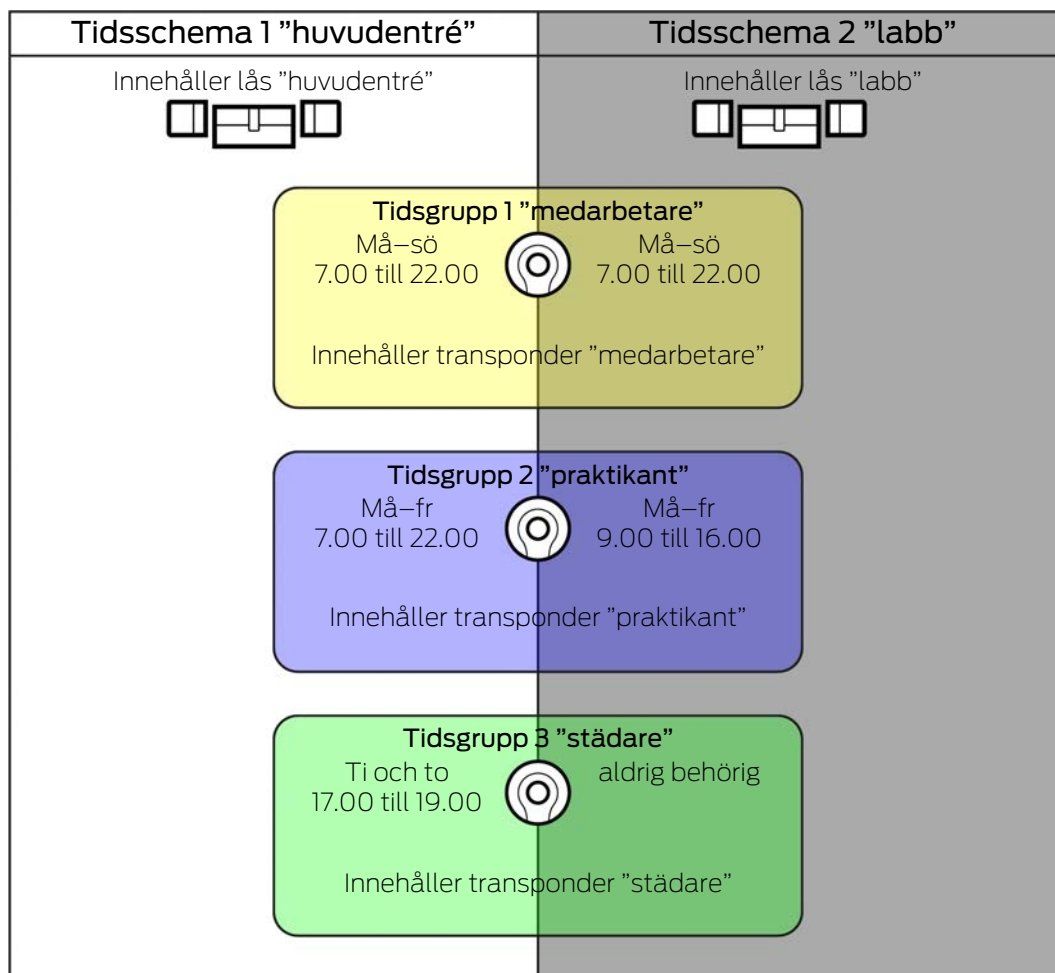 Tidsschema 1 ”huvudentré”
Tidsschema 2 ”labb”
Innehåller lås ”huvudentré”
Innehåller lås ”labb”
Tidsgrupp 1 ”medarbetare”
Må–sö
7.00 till 22.00
Må–sö
7.00 till 22.00
Innehåller transponder ”medarbetare”
Tidsgrupp 2 ”praktikant”
Må–fr
7.00 till 22.00
Må–fr
9.00 till 16.00
Innehåller transponder ”praktikant”
Tidsgrupp 3 ”städare”
Ti och to
17.00 till 19.00
aldrig behörig
Innehåller transponder ”städare”